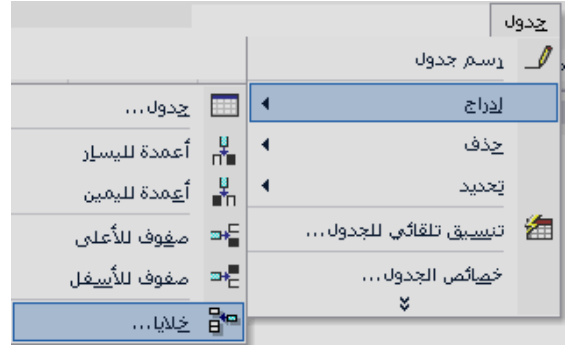 جدول
رسم جدول
إدراج
حذف
تحديد
تنسيق تلقائي للجدول...
خصائص الجدول...
جدول...
أعمدة لليسار
أعمدة لليمين
صفوف للأعلى
صفوف للأسفل
خلايا...